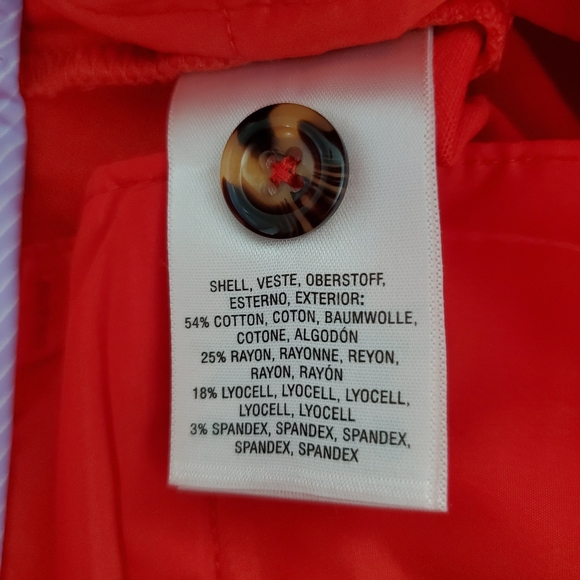 SHELL, VESTE, OBERSTOFF,
ESTERNO, EXTERIOR:
54% COTTON, COTON, BAUMWOLLE,
COTONE, ALGODÓN
25% RAYON, RAYONNE, REYON,
RAYON, RAYÓN
18% LYOCELL, LYOCELL, LYOCELL,
LYOCELL, LYOCELL
3% SPANDEX, SPANDEX, SPANDEX,
SPANDEX, SPANDEX